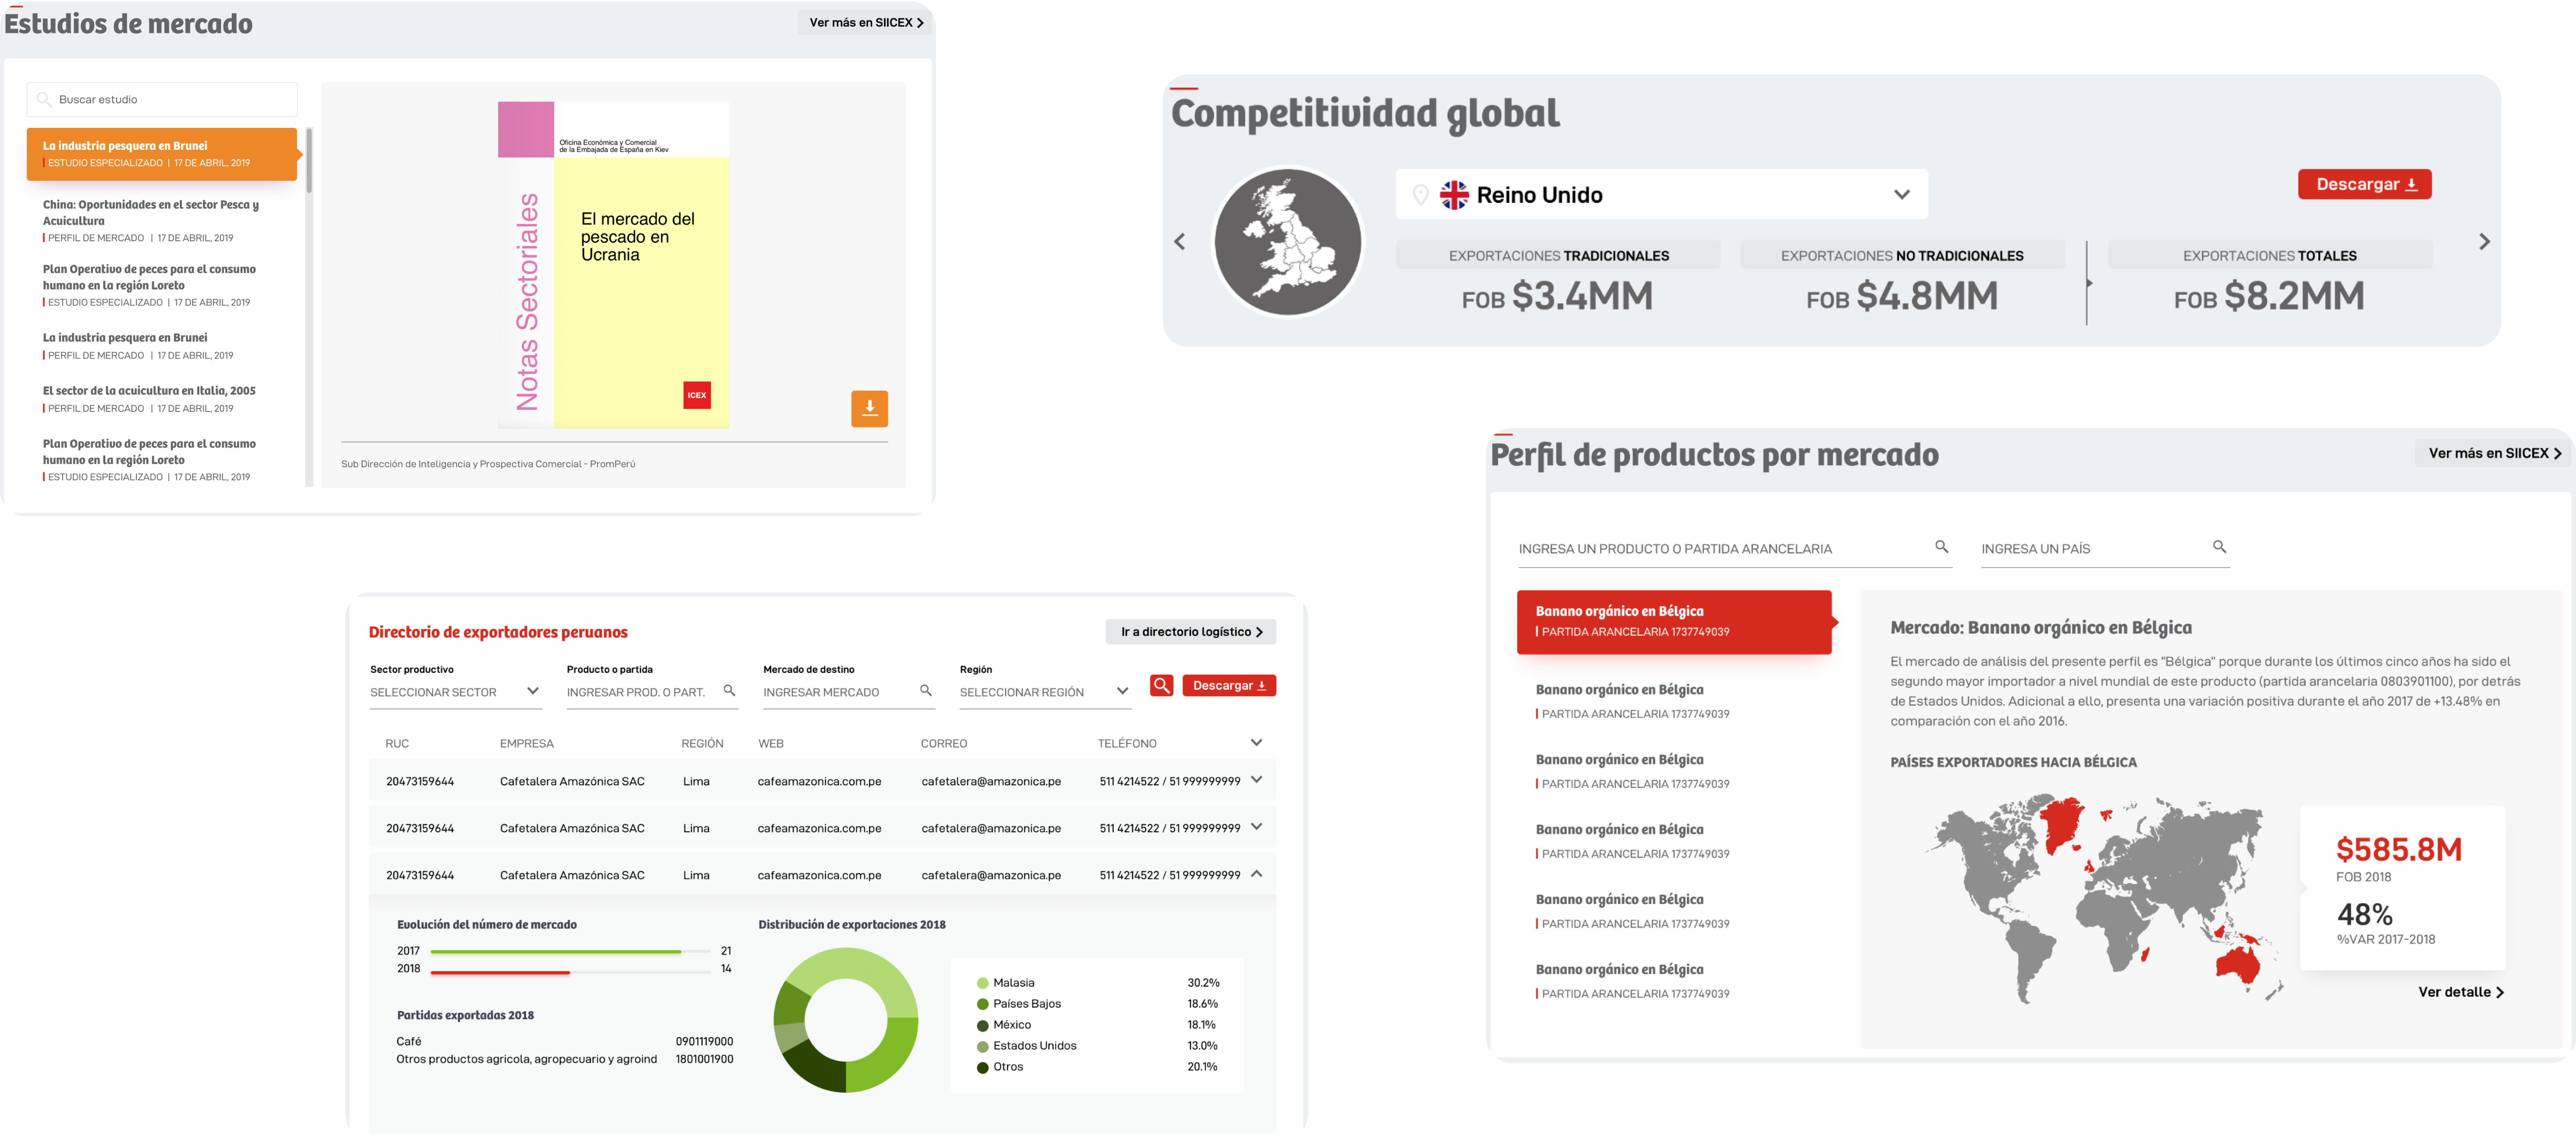 Estudios de mercado
Ver más en SIICEX
Buscar estudio
La industria pesquera en Brunei
ESTUDIO ESPECIALIZADO | 17 DE ABRIL, 2019
China: Oportunidades en el sector Pesca y
Acuicultura
PERFIL DE MERCADO | 17 DE ABRIL, 2019
Plan Operativo de peces para el consumo
humano en la región Loreto
ESTUDIO ESPECIALIZADO | 17 DE ABRIL, 2019
La industria pesquera en Brunei
PERFIL DE MERCADO | 17 DE ABRIL, 2019
El sector de la acuicultura en Italia, 2005
PERFIL DE MERCADO | 17 DE ABRIL, 2019
Plan Operativo de peces para el consumo
humano en la región Loreto
ESTUDIO ESPECIALIZADO | 17 DE ABRIL, 2019
Oficina Económica y Comercial
de la Embajada de España en Kiev
Notas Sectoriales
El mercado del
pescado en
Ucrania
ICEX
Sub Dirección de Inteligencia y Prospectiva Comercial - PromPerú
Competitividad global
Reino Unido
Descargar
EXPORTACIONES TRADICIONALES
FOB $3.4MM
EXPORTACIONES NO TRADICIONALES
FOB $4.8MM
EXPORTACIONES TOTALES
FOB $8.2MM
Perfil de productos por mercado
Ver más en SIICEX
INGRESA UN PRODUCTO O PARTIDA ARANCELARIA
INGRESA UN PAÍS
Banano orgánico en Bélgica
PARTIDA ARANCELARIA 1737749039
Banano orgánico en Bélgica
PARTIDA ARANCELARIA 1737749039
Banano orgánico en Bélgica
PARTIDA ARANCELARIA 1737749039
Banano orgánico en Bélgica
PARTIDA ARANCELARIA 1737749039
Banano orgánico en Bélgica
PARTIDA ARANCELARIA 1737749039
Banano orgánico en Bélgica
PARTIDA ARANCELARIA 1737749039
Mercado: Banano orgánico en Bélgica
El mercado de análisis del presente perfil es "Bélgica" porque durante los últimos cinco años ha sido el
segundo mayor importador a nivel mundial de este producto (partida arancelaria 0803901100), por detrás
de Estados Unidos. Adicional a ello, presenta una variación positiva durante el año 2017 de +13.48% en
comparación con el año 2016.
PAÍSES EXPORTADORES HACIA BÉLGICA
$585.8M
FOB 2018
48%
%VAR 2017-2018
Ver detalle
Directorio de exportadores peruanos
Ir a directorio logístico
Sector productivo
SELECCIONAR SECTOR
Producto o partida
INGRESAR PROD. O PART.
Mercado de destino
INGRESAR MERCADO
Región
SELECCIONAR REGIÓN
Descargar
RUC EMPRESA REGIÓN WEB CORREO TELÉFONO
20473159644 Cafetalera Amazónica SAC Lima cafeamazonica.com.pe cafetalera@amazonica.pe 511 4214522 / 51 999999999
20473159644 Cafetalera Amazónica SAC Lima cafeamazonica.com.pe cafetalera@amazonica.pe 511 4214522 / 51 999999999
20473159644 Cafetalera Amazónica SAC Lima cafeamazonica.com.pe cafetalera@amazonica.pe 511 4214522 / 51 999999999
Evolución del número de mercado
2017 21
2018 14
Partidas exportadas 2018
Café 0901119000
Otros productos agricola, agropecuario y agroind 1801001900
Distribución de exportaciones 2018
Malasia 30.2%
Países Bajos 18.6%
México 18.1%
Estados Unidos 13.0%
Otros 20.1%